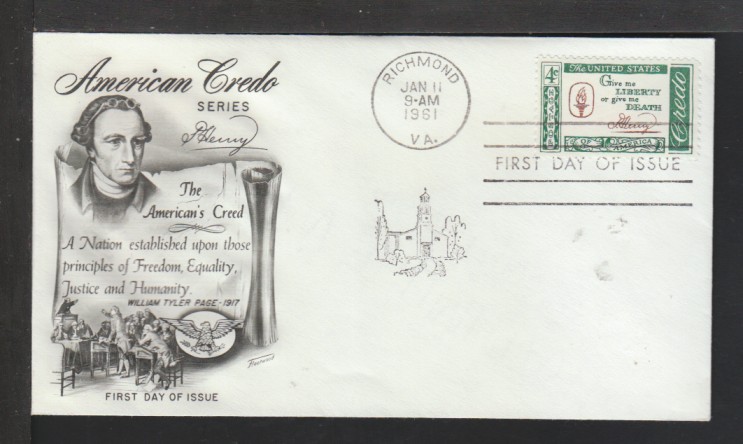 American Credo
SERIES
P. Henry
The
American's Creed
A Nation established upon those
principles of Freedom, Equality,
Justice and Humanity.
WILLIAM TYLER PAGE-1917
FIRST DAY OF ISSUE
RICHMOND
JAN 11
9-AM
1961
VA.
4¢
The UNITED STATES
Give me
LIBERTY
or give me
DEATH
P. Henry
Credo
OF AMERICA
FIRST DAY OF ISSUE